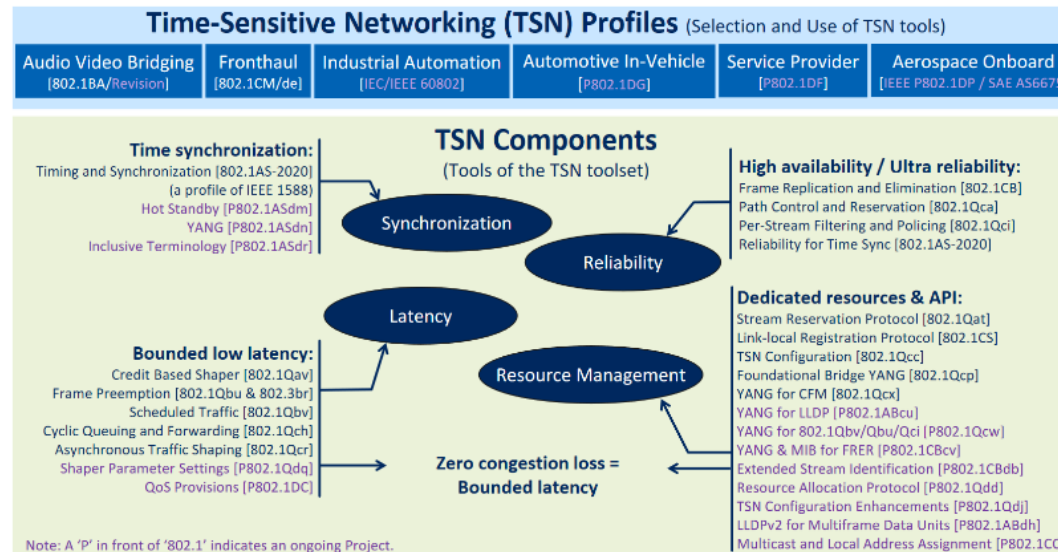 Time-Sensitive Networking (TSN) Profiles (Selection and Use of TSN tools)
Audio Video Bridging
[802.1BA/Revision]
Fronthaul
[802.1CM/de]
Industrial Automation
[IEC/IEEE 60802]
Automotive In-Vehicle
[P802.1DG]
Service Provider
[P802.1DF]
Aerospace Onboard
[IEEE P802.1DP / SAE AS6675
TSN Components
(Tools of the TSN toolset)
Time synchronization:
Timing and Synchronization [802.1AS-2020]
(a profile of IEEE 1588)
Hot Standby [P802.1ASdm]
YANG [P802.1ASdn]
Inclusive Terminology [P802.1ASdr]
Synchronization
High availability / Ultra reliability:
Frame Replication and Elimination [802.1CB]
Path Control and Reservation [802.1Qca]
Per-Stream Filtering and Policing [802.1Qci]
Reliability for Time Sync [802.1AS-2020]
Reliability
Latency
Bounded low latency:
Credit Based Shaper [802.1Qav]
Frame Preemption [802.1Qbu & 802.3br]
Scheduled Traffic [802.1Qbv]
Cyclic Queuing and Forwarding [802.1Qch]
Asynchronous Traffic Shaping [802.1Qcr]
Shaper Parameter Settings [P802.1Qdq]
QoS Provisions [P802.1DC]
Resource Management
Dedicated resources & API:
Stream Reservation Protocol [802.1Qat]
Link-local Registration Protocol [802.1CS]
TSN Configuration [802.1Qcc]
Foundational Bridge YANG [802.1Qcp]
YANG for CFM [802.1Qcx]
YANG for LLDP [P802.1ABcu]
YANG for 802.1Qbv/Qbu/Qci [P802.1Qcw]
YANG & MIB for FRER [P802.1CBcv]
Extended Stream Identification [P802.1CBdb]
Resource Allocation Protocol [P802.1Qdd]
TSN Configuration Enhancements [P802.1Qdj]
LLDPv2 for Multiframe Data Units [P802.1ABdh]
Multicast and Local Address Assignment [P802.1CQ
Zero congestion loss =
Bounded latency
Note: A 'P' in front of '802.1' indicates an ongoing Project.